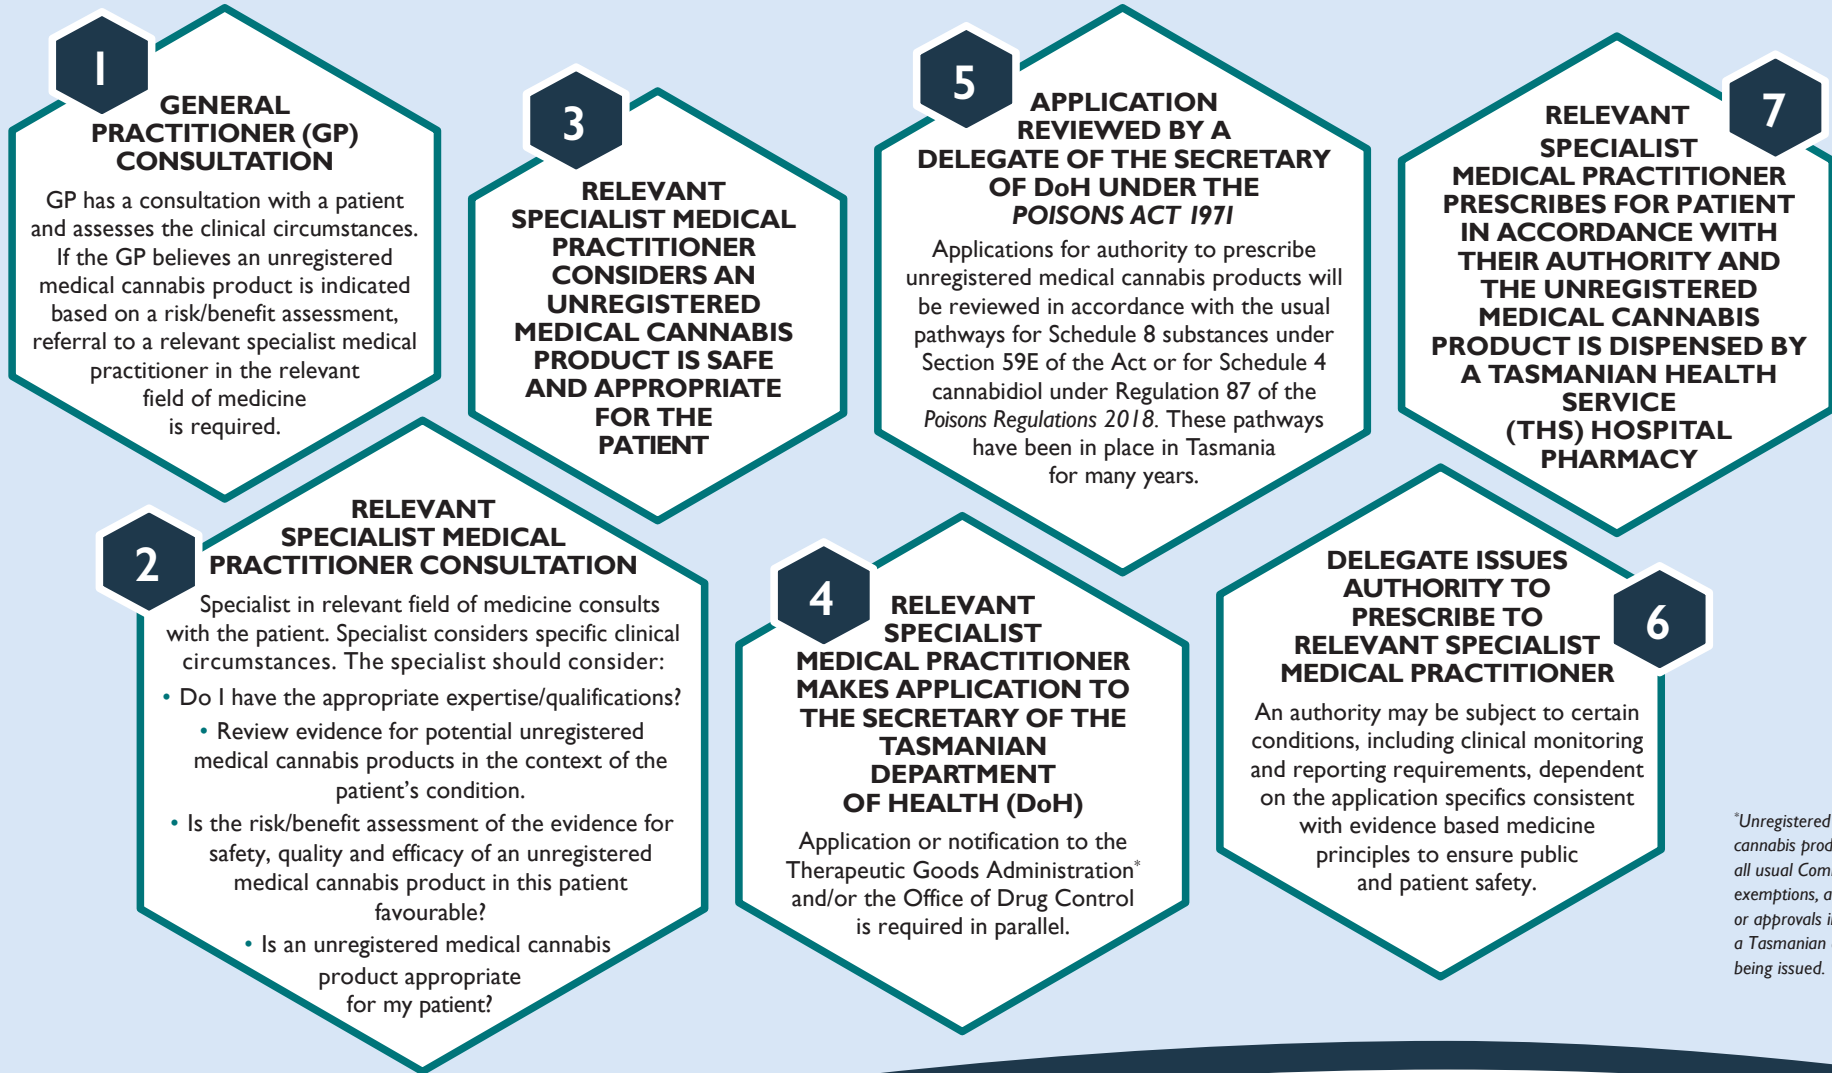 1
GENERAL
PRACTITIONER (GP)
CONSULTATION
GP has a consultation with a patient
and assesses the clinical circumstances.
If the GP believes an unregistered
medical cannabis product is indicated
based on a risk/benefit assessment,
referral to a relevant specialist medical
practitioner in the relevant
field of medicine
is required.
2
RELEVANT
SPECIALIST MEDICAL
PRACTITIONER CONSULTATION
Specialist in relevant field of medicine consults
with the patient. Specialist considers specific clinical
circumstances. The specialist should consider:
• Do I have the appropriate expertise/qualifications?
• Review evidence for potential unregistered
medical cannabis products in the context of the
patient’s condition.
• Is the risk/benefit assessment of the evidence for
safety, quality and efficacy of an unregistered
medical cannabis product in this patient
favourable?
• Is an unregistered medical cannabis
product appropriate
for my patient?
3
RELEVANT
SPECIALIST MEDICAL
PRACTITIONER
CONSIDERS AN
UNREGISTERED
MEDICAL CANNABIS
PRODUCT IS SAFE
AND APPROPRIATE
FOR THE
PATIENT
4
RELEVANT
SPECIALIST
MEDICAL PRACTITIONER
MAKES APPLICATION TO
THE SECRETARY OF THE
TASMANIAN
DEPARTMENT
OF HEALTH (DoH)
Application or notification to the
Therapeutic Goods Administration*
and/or the Office of Drug Control
is required in parallel.
5
APPLICATION
REVIEWED BY A
DELEGATE OF THE SECRETARY
OF DoH UNDER THE
POISONS ACT 1971
Applications for authority to prescribe
unregistered medical cannabis products will
be reviewed in accordance with the usual
pathways for Schedule 8 substances under
Section 59E of the Act or for Schedule 4
cannabidiol under Regulation 87 of the
Poisons Regulations 2018. These pathways
have been in place in Tasmania
for many years.
6
DELEGATE ISSUES
AUTHORITY TO
PRESCRIBE TO
RELEVANT SPECIALIST
MEDICAL PRACTITIONER
An authority may be subject to certain
conditions, including clinical monitoring
and reporting requirements, dependent
on the application specifics consistent
with evidence based medicine
principles to ensure public
and patient safety.
7
RELEVANT
SPECIALIST
MEDICAL PRACTITIONER
PRESCRIBES FOR PATIENT
IN ACCORDANCE WITH
THEIR AUTHORITY AND
THE UNREGISTERED
MEDICAL CANNABIS
PRODUCT IS DISPENSED BY
A TASMANIAN HEALTH
SERVICE
(THS) HOSPITAL
PHARMACY
*Unregistered
cannabis
all usual
exemptions,
or approvals
a Tasmanian
being issued.